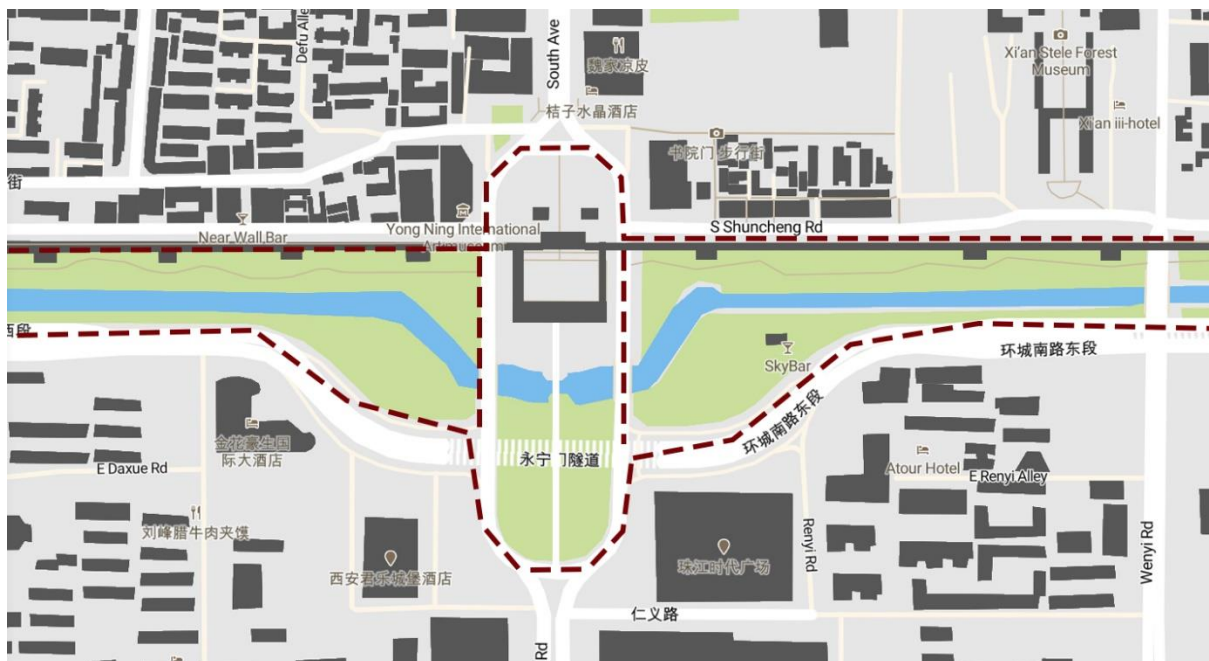 Defu Alle
South Ave
魏家凉皮
桔子水晶酒店
Xi'an Stele Forest
Museum
Xi'an iii-hotel
书院门 步行街
街
Near Wall Bar
Yong Ning International
Art museum
S Shuncheng Rd
西段
SkyBar
环城南路东段
环城南路东段
金花豪生国
际大酒店
E Daxue Rd
永宁门隧道
Atour Hotel
E Renyi Alley
刘峰腊牛肉夹馍
西安君乐城堡酒店
珠江时代广场
Renyi Rd
Wenyi Rd
仁义路
Rd